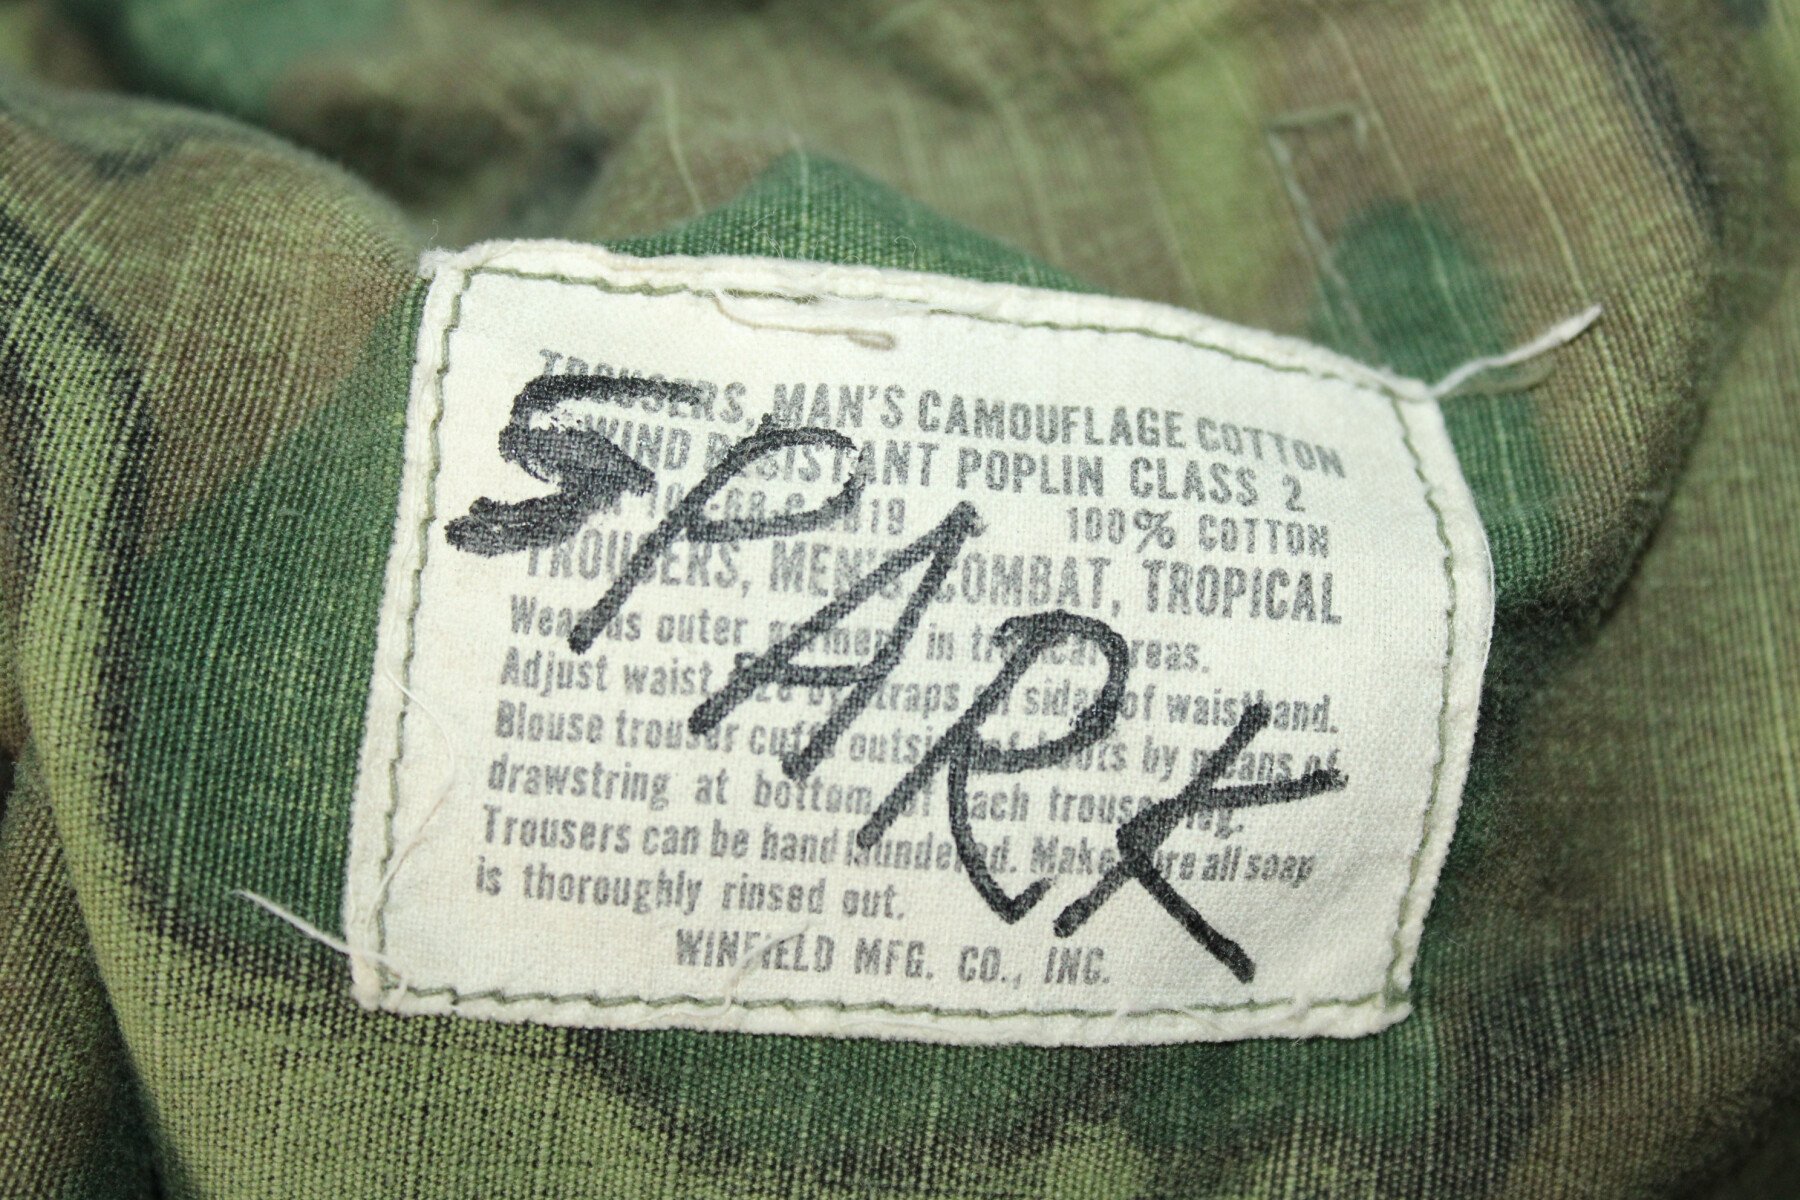 TROUSERS, MAN'S CAMOUFLAGE COTTON
WIND RESISTANT POPLIN CLASS 2
100% COTTON
TROUSERS, MEN'S, COMBAT, TROPICAL
Wear as outer garment in tropical areas.
Adjust waist size by straps on sides of waistband.
Blouse trouser cuffs outside of boots by means of
drawstring at bottom of each trouser leg.
Trousers can be hand laundered. Make sure all soap
is thoroughly rinsed out.
WINFIELD MFG. CO., INC.
SPARK